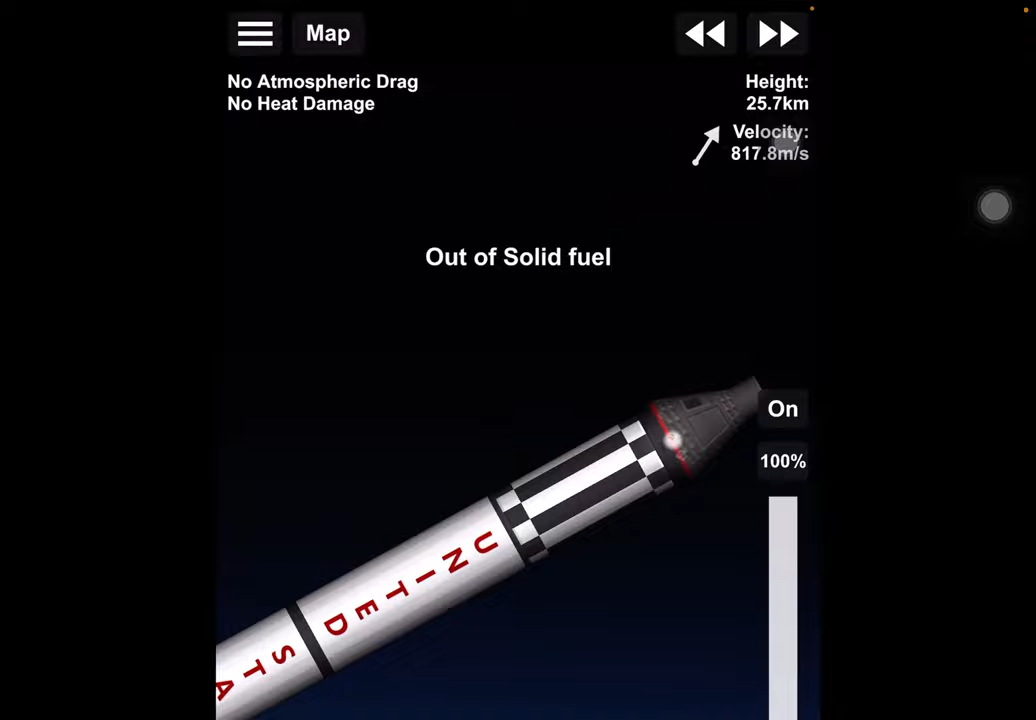 Map
No Atmospheric Drag
No Heat Damage
Height:
25.7km
Velocity:
817.8m/s
Out of Solid fuel
On
100%
UNITED STA